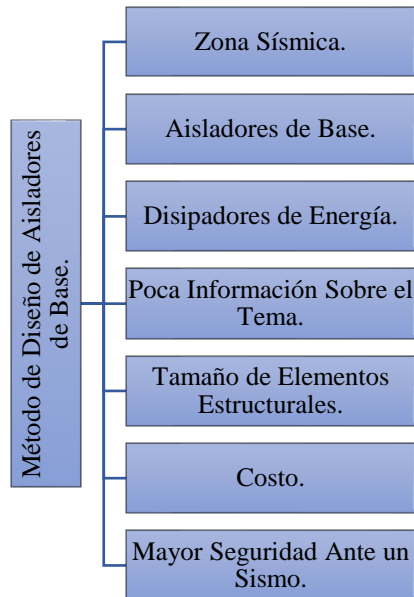 Método de Diseño de Aisladores
de Base.
Zona Sísmica.
Aisladores de Base.
Disipadores de Energía.
Poca Información Sobre el
Tema.
Tamaño de Elementos
Estructurales.
Costo.
Mayor Seguridad Ante un
Sismo.